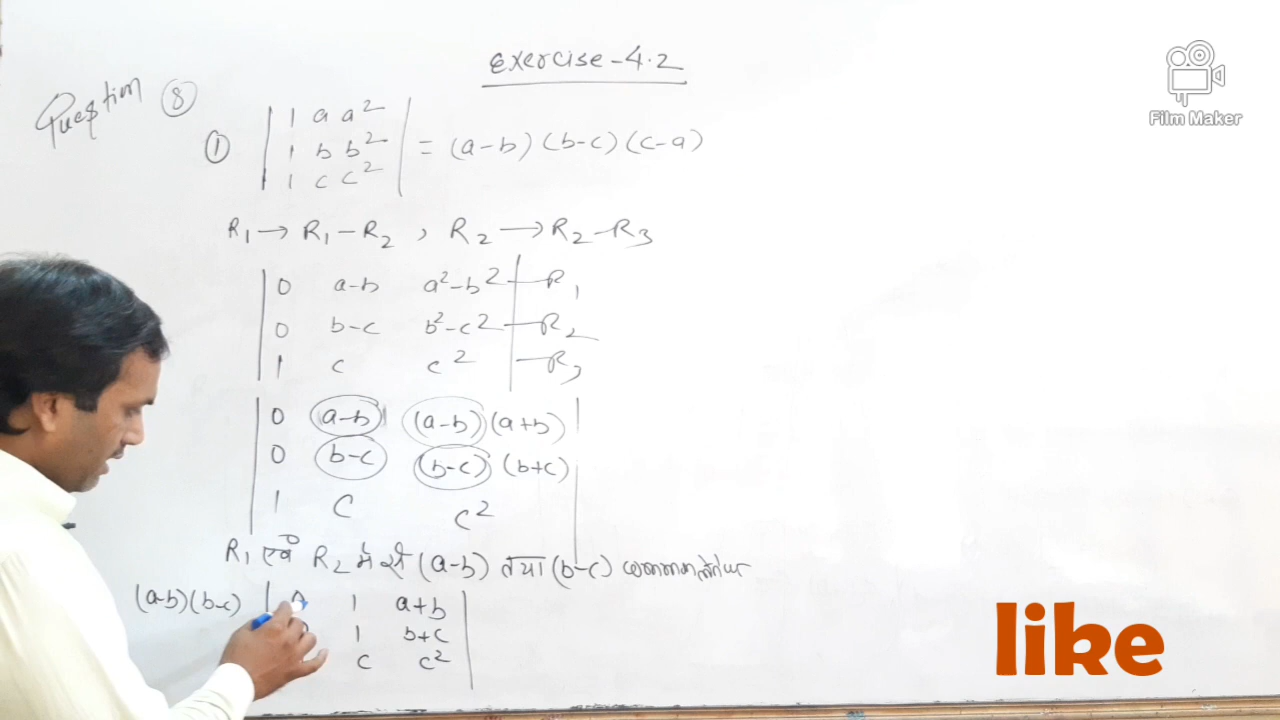 Exercise-4.2
Question 8
Film Maker
① | 1 a a² |
| 1 b b² | = (a-b) (b-c) (c-a)
| 1 c c² |
R₁ → R₁-R₂ , R₂ → R₂-R₃
| 0 a-b a²-b² | R₁
| 0 b-c b²-c² | R₂
| 1 c c² | R₃
| 0 (a-b) (a-b) (a+b) |
| 0 (b-c) (b-c) (b+c) |
| 1 c c² |
R₁ एवं R₂ में से (a-b) तथा (b-c)
(a-b)(b-c) | 0 1 a+b |
1 b+c
c c² |
like